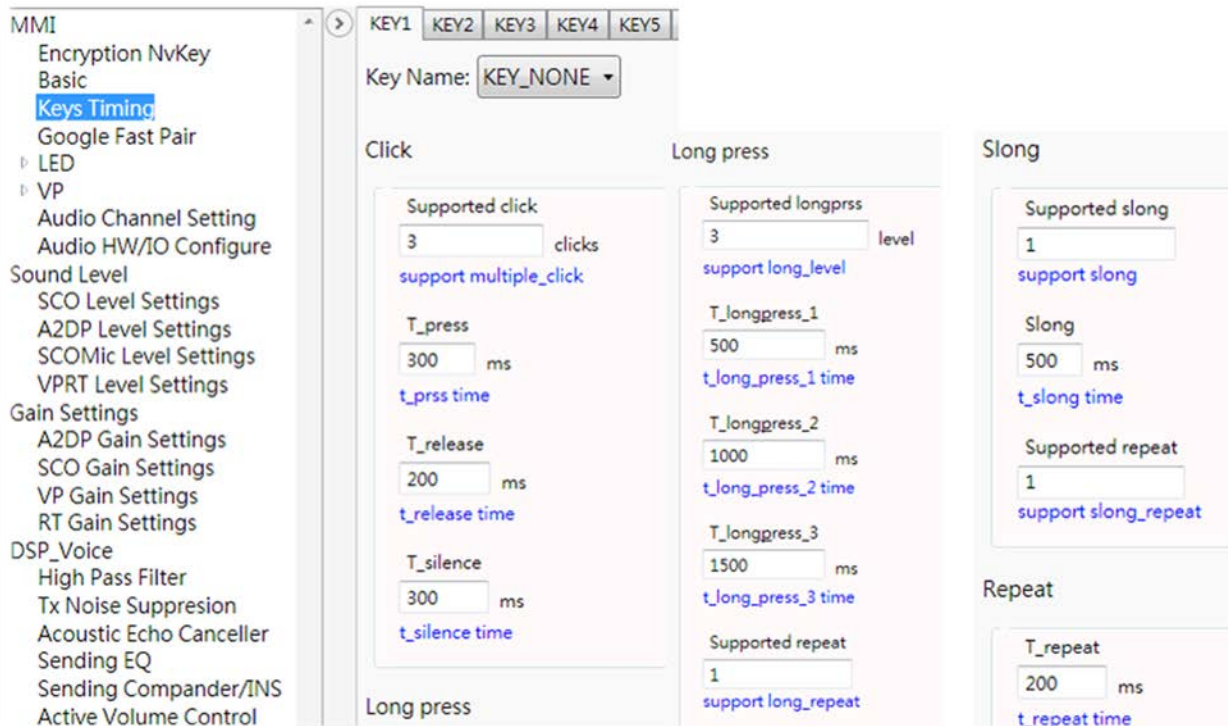 MMI
Encryption NvKey
Basic
Keys Timing
Google Fast Pair
LED
VP
Audio Channel Setting
Audio HW/IO Configure
Sound Level
SCO Level Settings
A2DP Level Settings
SCOMic Level Settings
VPRT Level Settings
Gain Settings
A2DP Gain Settings
SCO Gain Settings
VP Gain Settings
RT Gain Settings
DSP_Voice
High Pass Filter
Tx Noise Suppresion
Acoustic Echo Canceller
Sending EQ
Sending Compander/INS
Active Volume Control
KEY1 KEY2 KEY3 KEY4 KEY5
Key Name: KEY_NONE
Click
Supported click
3 clicks
support multiple_click
T_press
300 ms
t_prss time
T_release
200 ms
t_release time
T_silence
300 ms
t_silence time
Long press
Long press
Supported longprss
3 level
support long_level
T_longpress_1
500 ms
t_long_press_1 time
T_longpress_2
1000 ms
t_long_press_2 time
T_longpress_3
1500 ms
t_long_press_3 time
Supported repeat
1
support long_repeat
Slong
Supported slong
1
support slong
Slong
500 ms
t_slong time
Supported repeat
1
support slong_repeat
Repeat
T_repeat
200 ms
t_repeat time